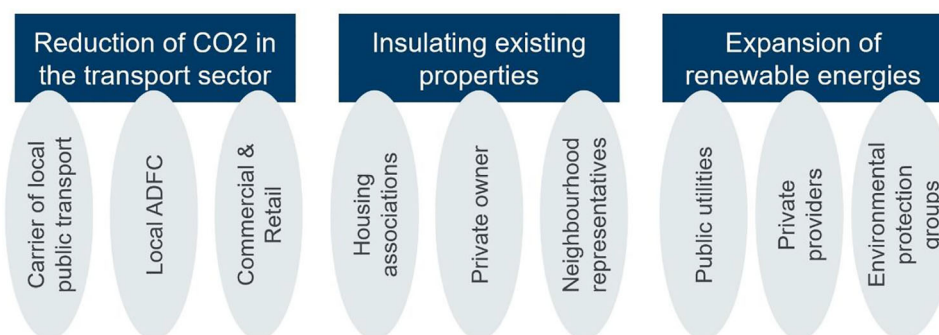 Reduction of CO2 in
the transport sector
Carrier of local
public transport
Local ADFC
Commercial &
Retail
Insulating existing
properties
Housing
associations
Private owner
Neighbourhood
representatives
Expansion of
renewable energies
Public utilities
Private
providers
Environmental
protection
groups